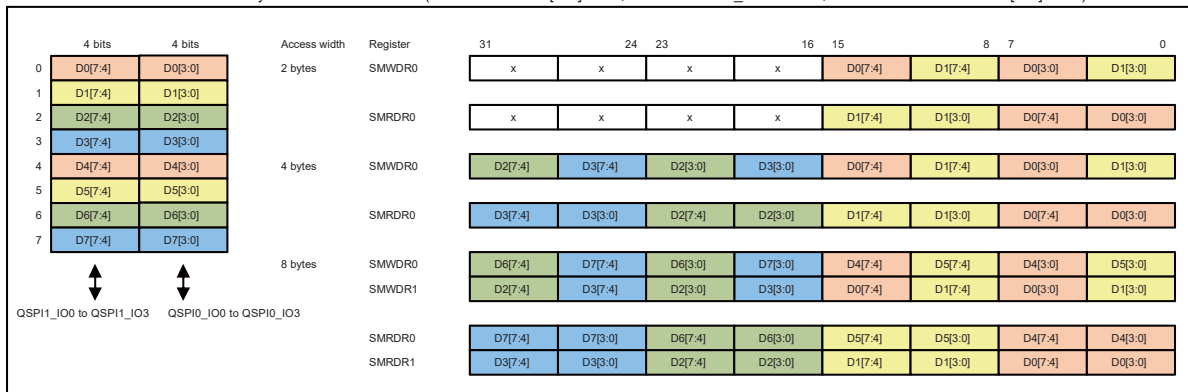 4 bits 4 bits Access width Register 31 24 23 16 15 8 7 0
0 D0[7:4] D0[3:0] 2 bytes SMWDR0 x x x x D0[7:4] D1[7:4] D0[3:0] D1[3:0]
1 D1[7:4] D1[3:0]
2 D2[7:4] D2[3:0] SMRDR0 x x x x D1[7:4] D1[3:0] D0[7:4] D0[3:0]
3 D3[7:4] D3[3:0]
4 D4[7:4] D4[3:0] 4 bytes SMWDR0 D2[7:4] D3[7:4] D2[3:0] D3[3:0] D0[7:4] D1[7:4] D0[3:0] D1[3:0]
5 D5[7:4] D5[3:0]
6 D6[7:4] D6[3:0] SMRDR0 D3[7:4] D3[3:0] D2[7:4] D2[3:0] D1[7:4] D1[3:0] D0[7:4] D0[3:0]
7 D7[7:4] D7[3:0]
8 bytes SMWDR0 D6[7:4] D7[7:4] D6[3:0] D7[3:0] D4[7:4] D5[7:4] D4[3:0] D5[3:0]
SMWDR1 D2[7:4] D3[7:4] D2[3:0] D3[3:0] D0[7:4] D1[7:4] D0[3:0] D1[3:0]
QSPI1_IO0 to QSPI1_IO3 QSPI0_IO0 to QSPI0_IO3
SMRDR0 D7[7:4] D7[3:0] D6[7:4] D6[3:0] D5[7:4] D5[3:0] D4[7:4] D4[3:0]
SMRDR1 D3[7:4] D3[3:0] D2[7:4] D2[3:0] D1[7:4] D1[3:0] D0[7:4] D0[3:0]